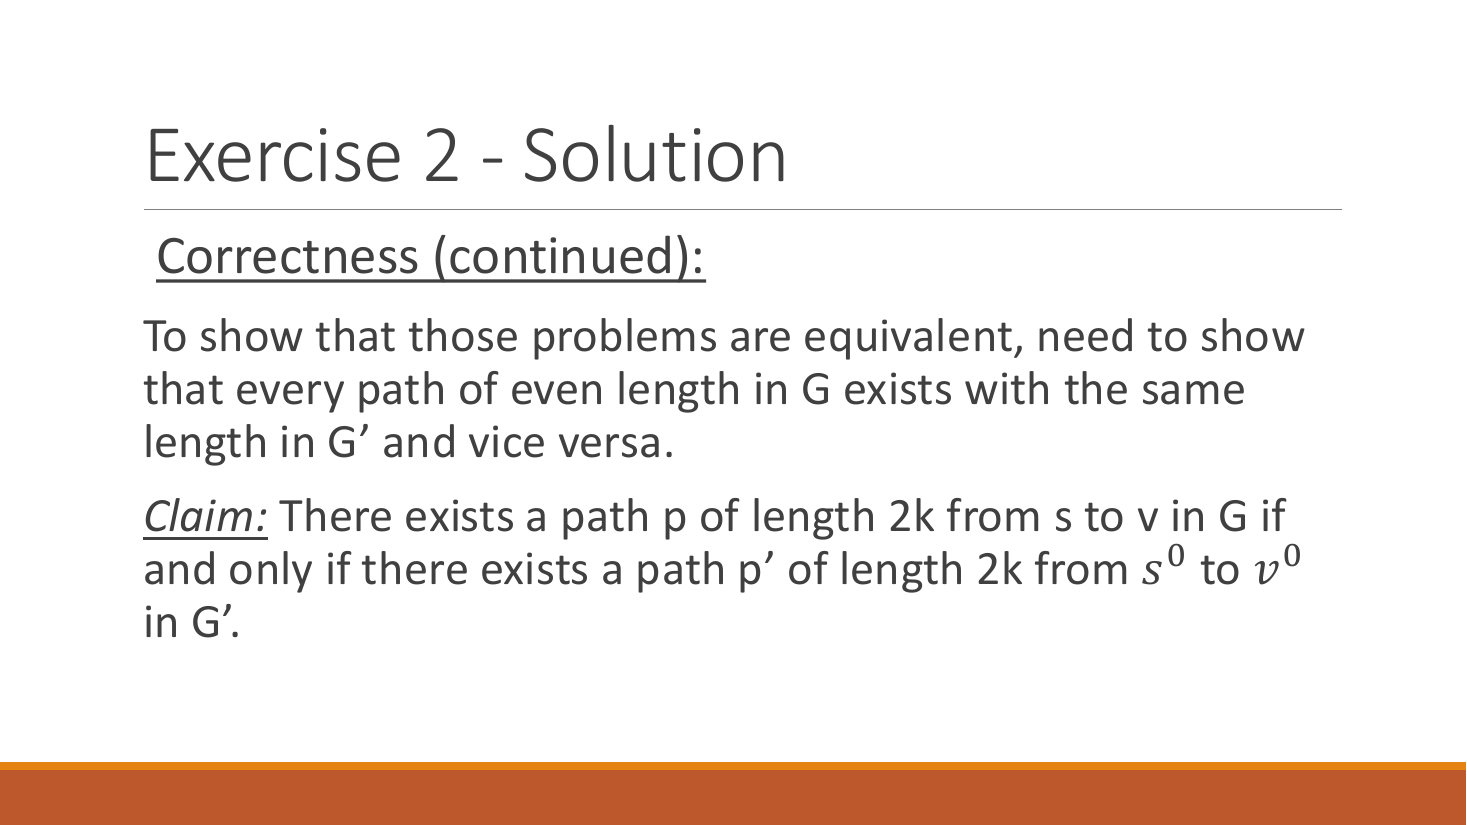 Exercise 2 - Solution
Correctness (continued):
To show that those problems are equivalent, need to show
that every path of even length in G exists with the same
length in G’ and vice versa.
Claim: There exists a path p of length 2k from s to v in G if
and only if there exists a path p’ of length 2k from 𝑠⁰ to 𝑣⁰
in G’.